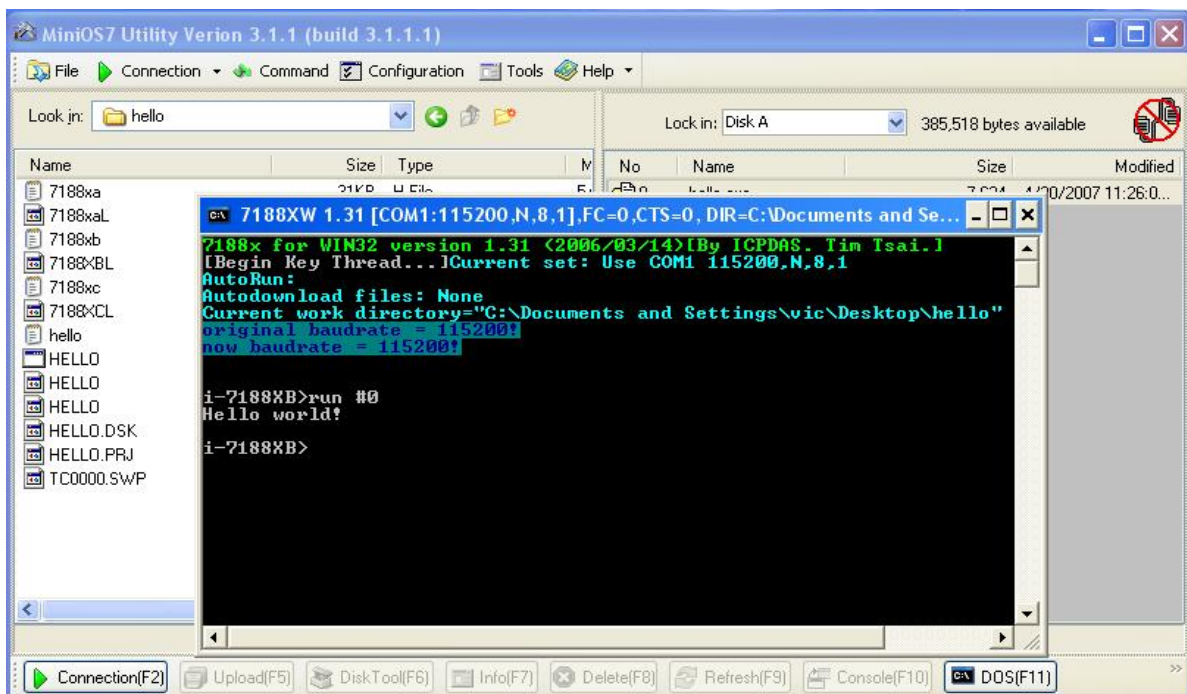 MiniOS7 Utility Verion 3.1.1 (build 3.1.1.1)
File Connection Command Configuration Tools Help
Look in: hello
Lock in: Disk A 385,518 bytes available
Name Size Type M
No Name Size Modified
7188xa
7188xaL
7188xb
7188XBL
7188xc
7188XCL
hello
HELLO
HELLO
HELLO
HELLO.DSK
HELLO.PRJ
TC0000.SWP
/2007 11:26:0...
7188XW 1.31 [COM1:115200,N,8,1],FC=0,CTS=0, DIR=C:\Documents and Se...
7188x for WIN32 version 1.31 <2006/03/14>[By ICPDAS. Tim Tsai.]
[Begin Key Thread...]Current set: Use COM1 115200,N,8,1
AutoRun:
Autodownload files: None
Current work directory="C:\Documents and Settings\vic\Desktop\hello"
original baudrate = 115200!
now baudrate = 115200!
i-7188XB>run #0
Hello world!
i-7188XB>
Connection(F2) Upload(F5) DiskTool(F6) Info(F7) Delete(F8) Refresh(F9) Console(F10) DOS(F11)